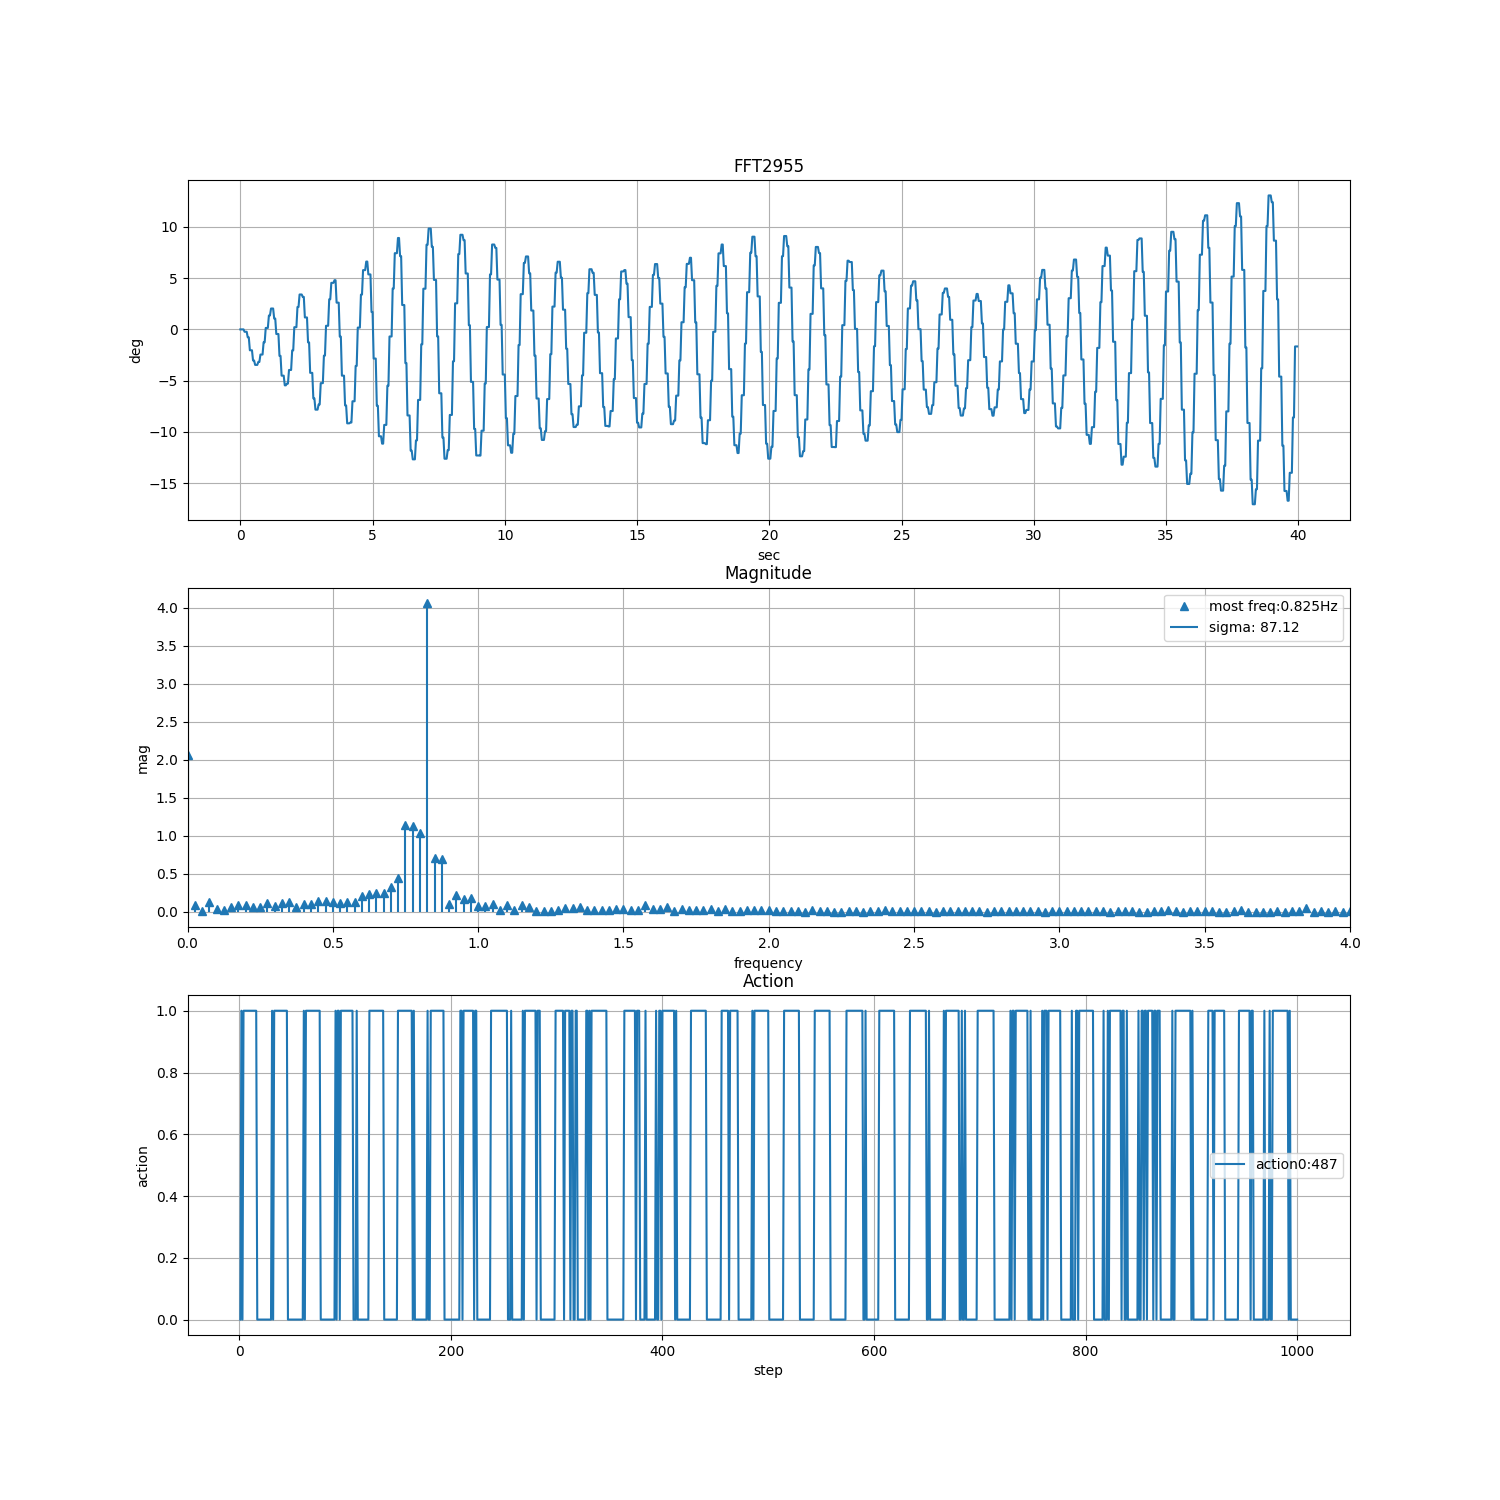 FFT2955
10
5
0
−5
−10
−15
deg
0 5 10 15 20 25 30 35 40
sec
Magnitude
most freq:0.825Hz
sigma: 87.12
4.0
3.5
3.0
2.5
2.0
1.5
1.0
0.5
0.0
mag
0.0 0.5 1.0 1.5 2.0 2.5 3.0 3.5 4.0
frequency
Action
1.0
0.8
0.6
0.4
0.2
0.0
action
action0:487
0 200 400 600 800 1000
step